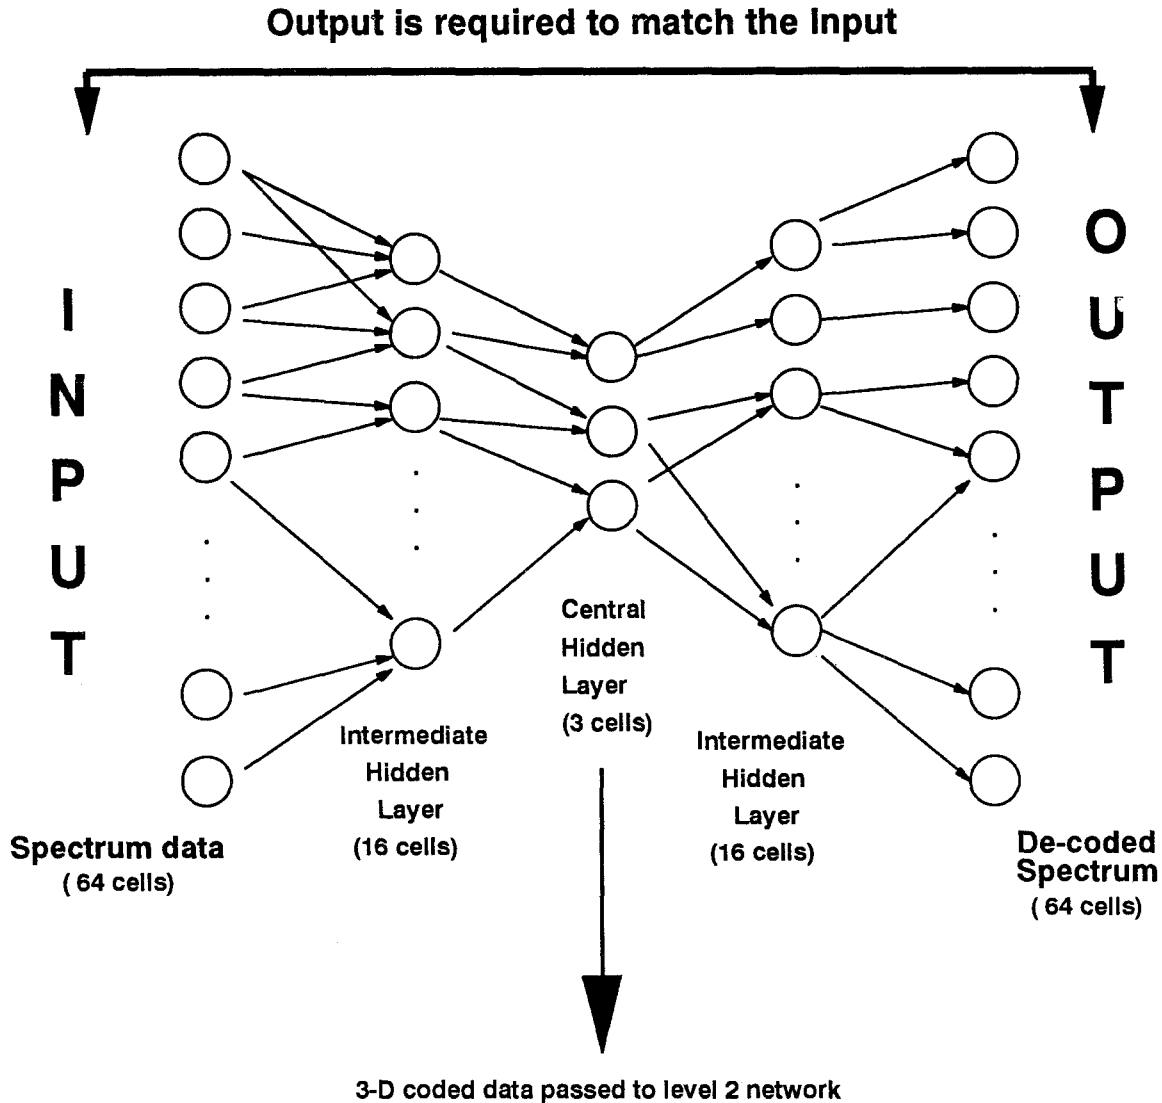 Output is required to match the Input
INPUT
OUTPUT
Central
Hidden
Layer
(3 cells)
Intermediate
Hidden
Layer
(16 cells)
Intermediate
Hidden
Layer
(16 cells)
Spectrum data
( 64 cells)
De-coded
Spectrum
( 64 cells)
3-D coded data passed to level 2 network